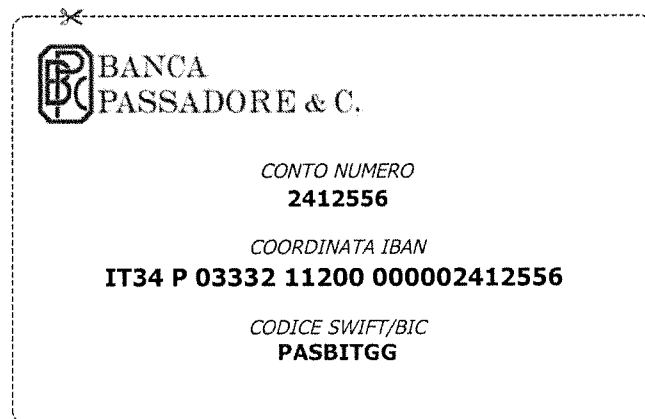 BANCA
PASSADORE & C.
CONTO NUMERO
2412556
COORDINATA IBAN
IT34 P 03332 11200 000002412556
CODICE SWIFT/BIC
PASBITGG